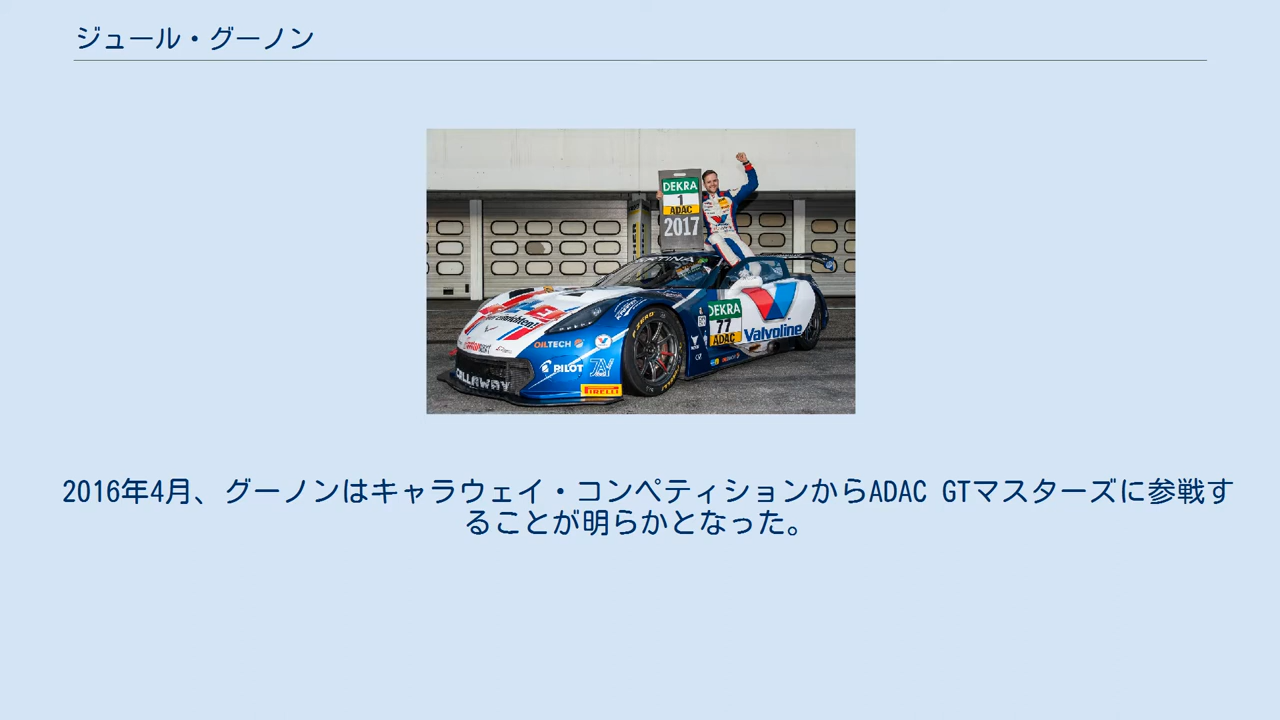 ジュール・グーノン
DEKRA
1
ADAC
2017
DEKRA
77
ADAC
Valvoline
OILTECH
PILOT
P ZERO
CALLAWAY
PIRELLI
2016年4月、グーノンはキャラウェイ・コンペティションからADAC GTマスターズに参戦す
ることが明らかとなった。